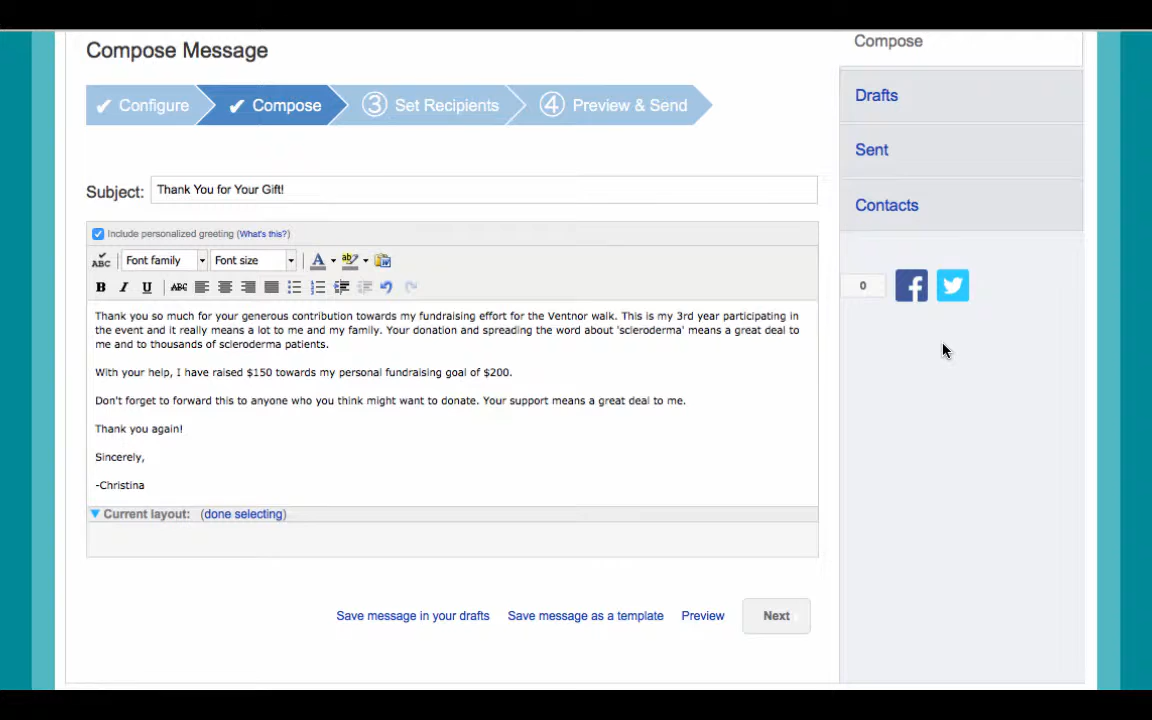 Compose Message
Compose
✔ Configure ✔ Compose 3 Set Recipients 4 Preview & Send
Drafts
Sent
Contacts
Subject: Thank You for Your Gift!
Include personalized greeting (What's this?)
ABC Font family Font size A ab
B I U ABC
0
Thank you so much for your generous contribution towards my fundraising effort for the Ventnor walk. This is my 3rd year participating in
the event and it really means a lot to me and my family. Your donation and spreading the word about 'scleroderma' means a great deal to
me and to thousands of scleroderma patients.
With your help, I have raised $150 towards my personal fundraising goal of $200.
Don't forget to forward this to anyone who you think might want to donate. Your support means a great deal to me.
Thank you again!
Sincerely,
-Christina
Current layout: (done selecting)
Save message in your drafts Save message as a template Preview Next